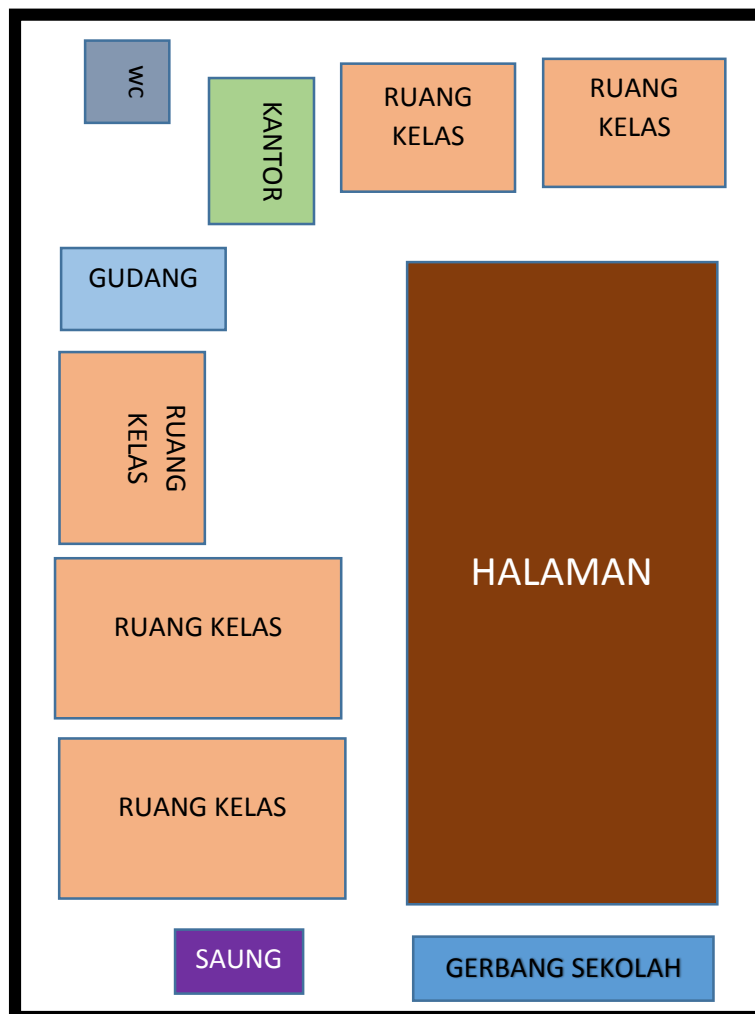 WC
KANTOR
RUANG
KELAS
RUANG
KELAS
GUDANG
RUANG
KELAS
HALAMAN
RUANG KELAS
RUANG KELAS
SAUNG
GERBANG SEKOLAH